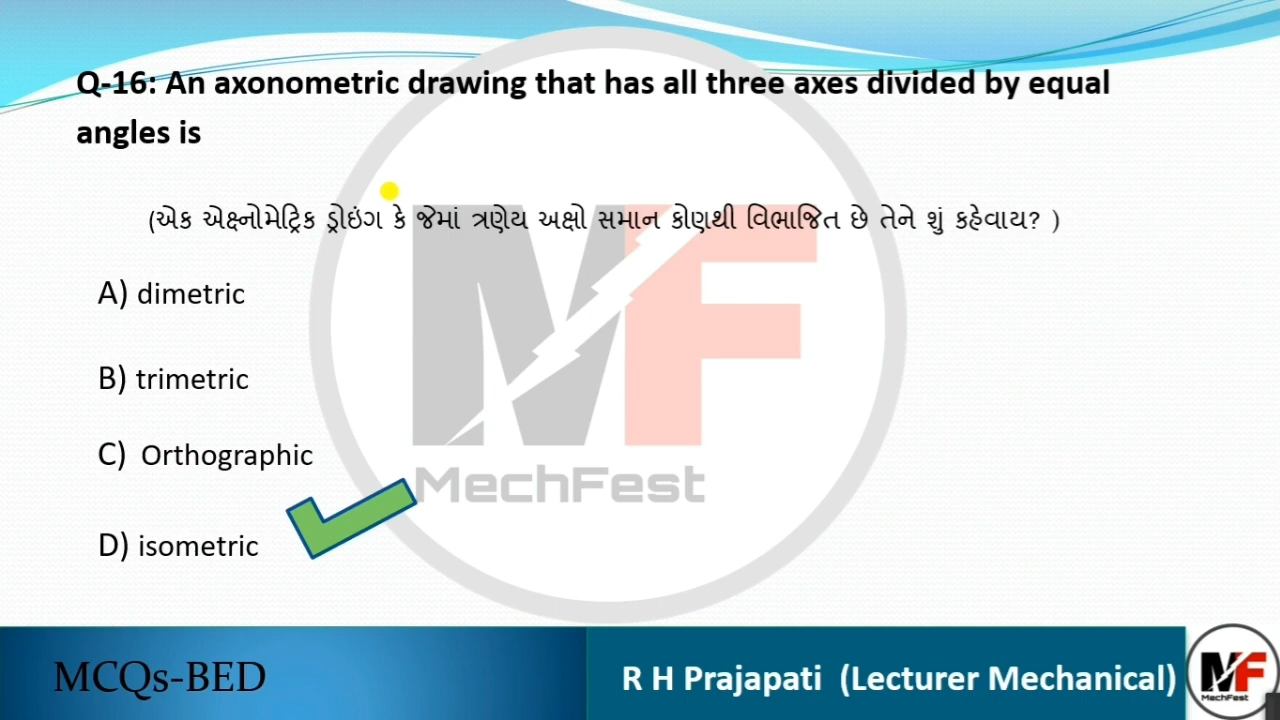 Q-16: An axonometric drawing that has all three axes divided by equal
angles is
(એક એક્ષ્નોમેટ્રિક ડ્રોઇંગ કે જેમાં ત્રણેય અક્ષો સમાન કોણથી વિભાજિત છે તેને શું કહેવાય? )
A) dimetric
B) trimetric
C) Orthographic
D) isometric
MF
MechFest
MCQs-BED
R H Prajapati (Lecturer Mechanical)
MF
MechFest